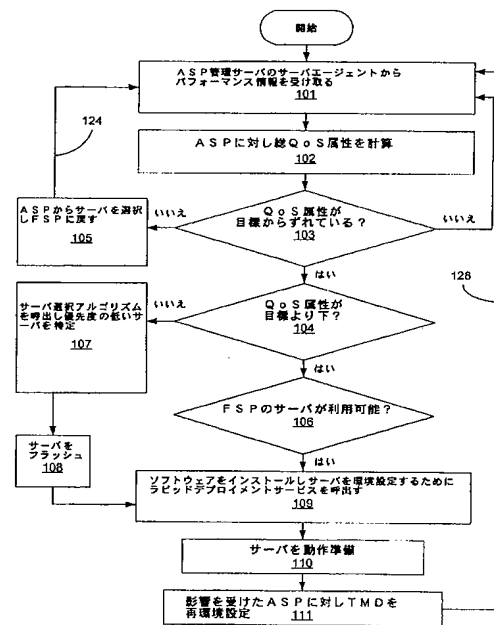 開始
ASP管理サーバのサーバエージェントから
パフォーマンス情報を受け取る
101
124
ASPに対し総QoS属性を計算
102
ASPからサーバを選択
しFSPに戻す
105
いいえ
QoS属性が
目標からずれている?
103
いいえ
はい
126
サーバ選択アルゴリズム
を呼出し優先度の低いサー
バを特定
107
いいえ
QoS属性が
目標より下?
104
はい
FSPのサーバが利用可能?
106
はい
サーバを
フラッシュ
108
ソフトウェアをインストールしサーバを環境設定するために
ラピッドデプロイメントサービスを呼出す
109
サーバを動作準備
110
影響を受けたASPに対しTMDを
再環境設定
111